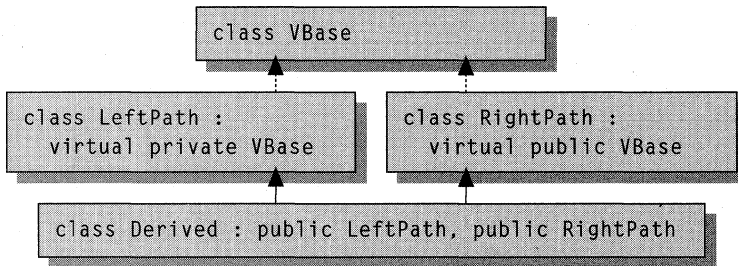 class VBase
class LeftPath :
virtual private VBase
class RightPath :
virtual public VBase
class Derived : public LeftPath, public RightPath